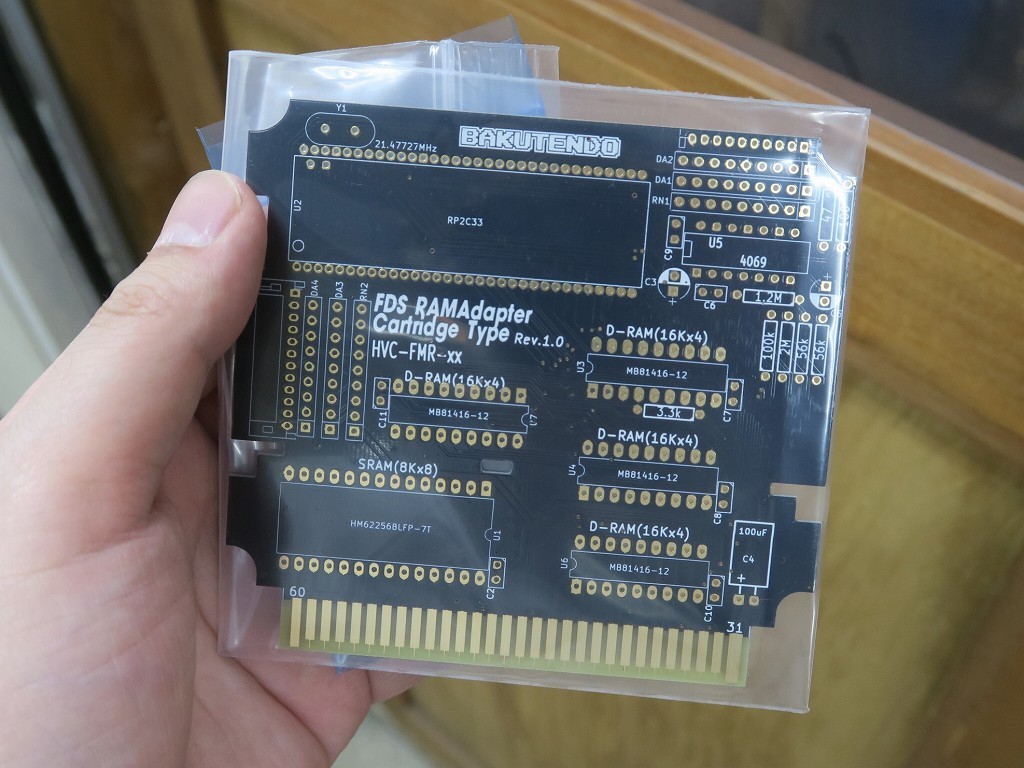 Y1
21.47727MHz
BAKUTENDO
DA2
DA1
RN1
U2
RP2C33
C9
U5
4069
C3
+
C6
1.2M
47
+
100k
2M
56k
56k
DA4
DA3
RN2
FDS RAMAdapter
Cartridge Type Rev.1.0
HVC-FMR-xx
D-RAM(16Kx4)
U3
MB81416-12
C7
3.3k
D-RAM(16Kx4)
C11
MB81416-12
U7
D-RAM(16Kx4)
U4
MB81416-12
C8
SRAM(8Kx8)
HM62256BLFP-7T
U1
C2
D-RAM(16Kx4)
U6
MB81416-12
C10
100uF
C4
+
60
31